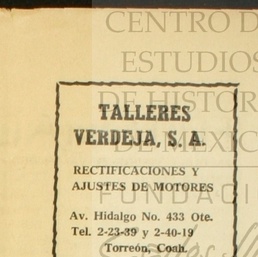 CENTRO D
ESTUDIOS
DE HISTOR
DE MEXIC
FUNDACI
TALLERES
VERDEJA, S. A.
RECTIFICACIONES Y
AJUSTES DE MOTORES
Av. Hidalgo No. 433 Ote.
Tel. 2-23-39 y 2-40-19
Torreón, Coah.